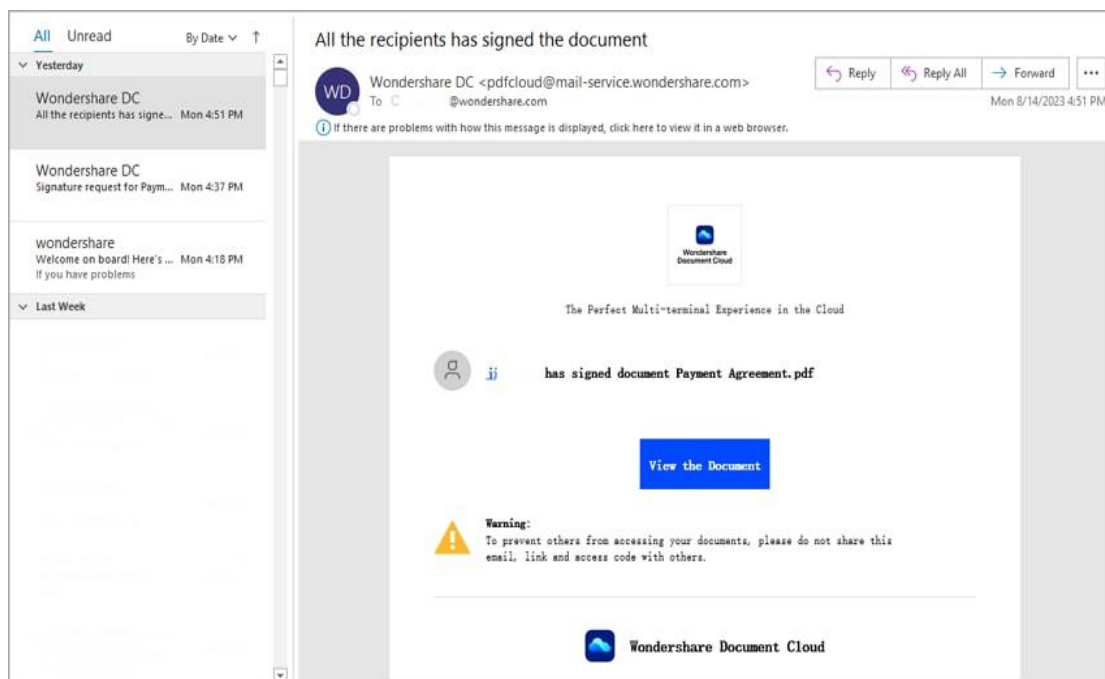 All Unread By Date
Yesterday
Wondershare DC
All the recipients has signe... Mon 4:51 PM
Wondershare DC
Signature request for Paym... Mon 4:37 PM
wondershare
Welcome on board! Here's ... Mon 4:18 PM
If you have problems
Last Week
All the recipients has signed the document
WD
Wondershare DC <pdfcloud@mail-service.wondershare.com>
To C @wondershare.com
Reply Reply All Forward ...
Mon 8/14/2023 4:51 PM
If there are problems with how this message is displayed, click here to view it in a web browser.
Wondershare
Document Cloud
The Perfect Multi-terminal Experience in the Cloud
jj has signed document Payment Agreement.pdf
View the Document
Warning:
To prevent others from accessing your documents, please do not share this
email, link and access code with others.
Wondershare Document Cloud